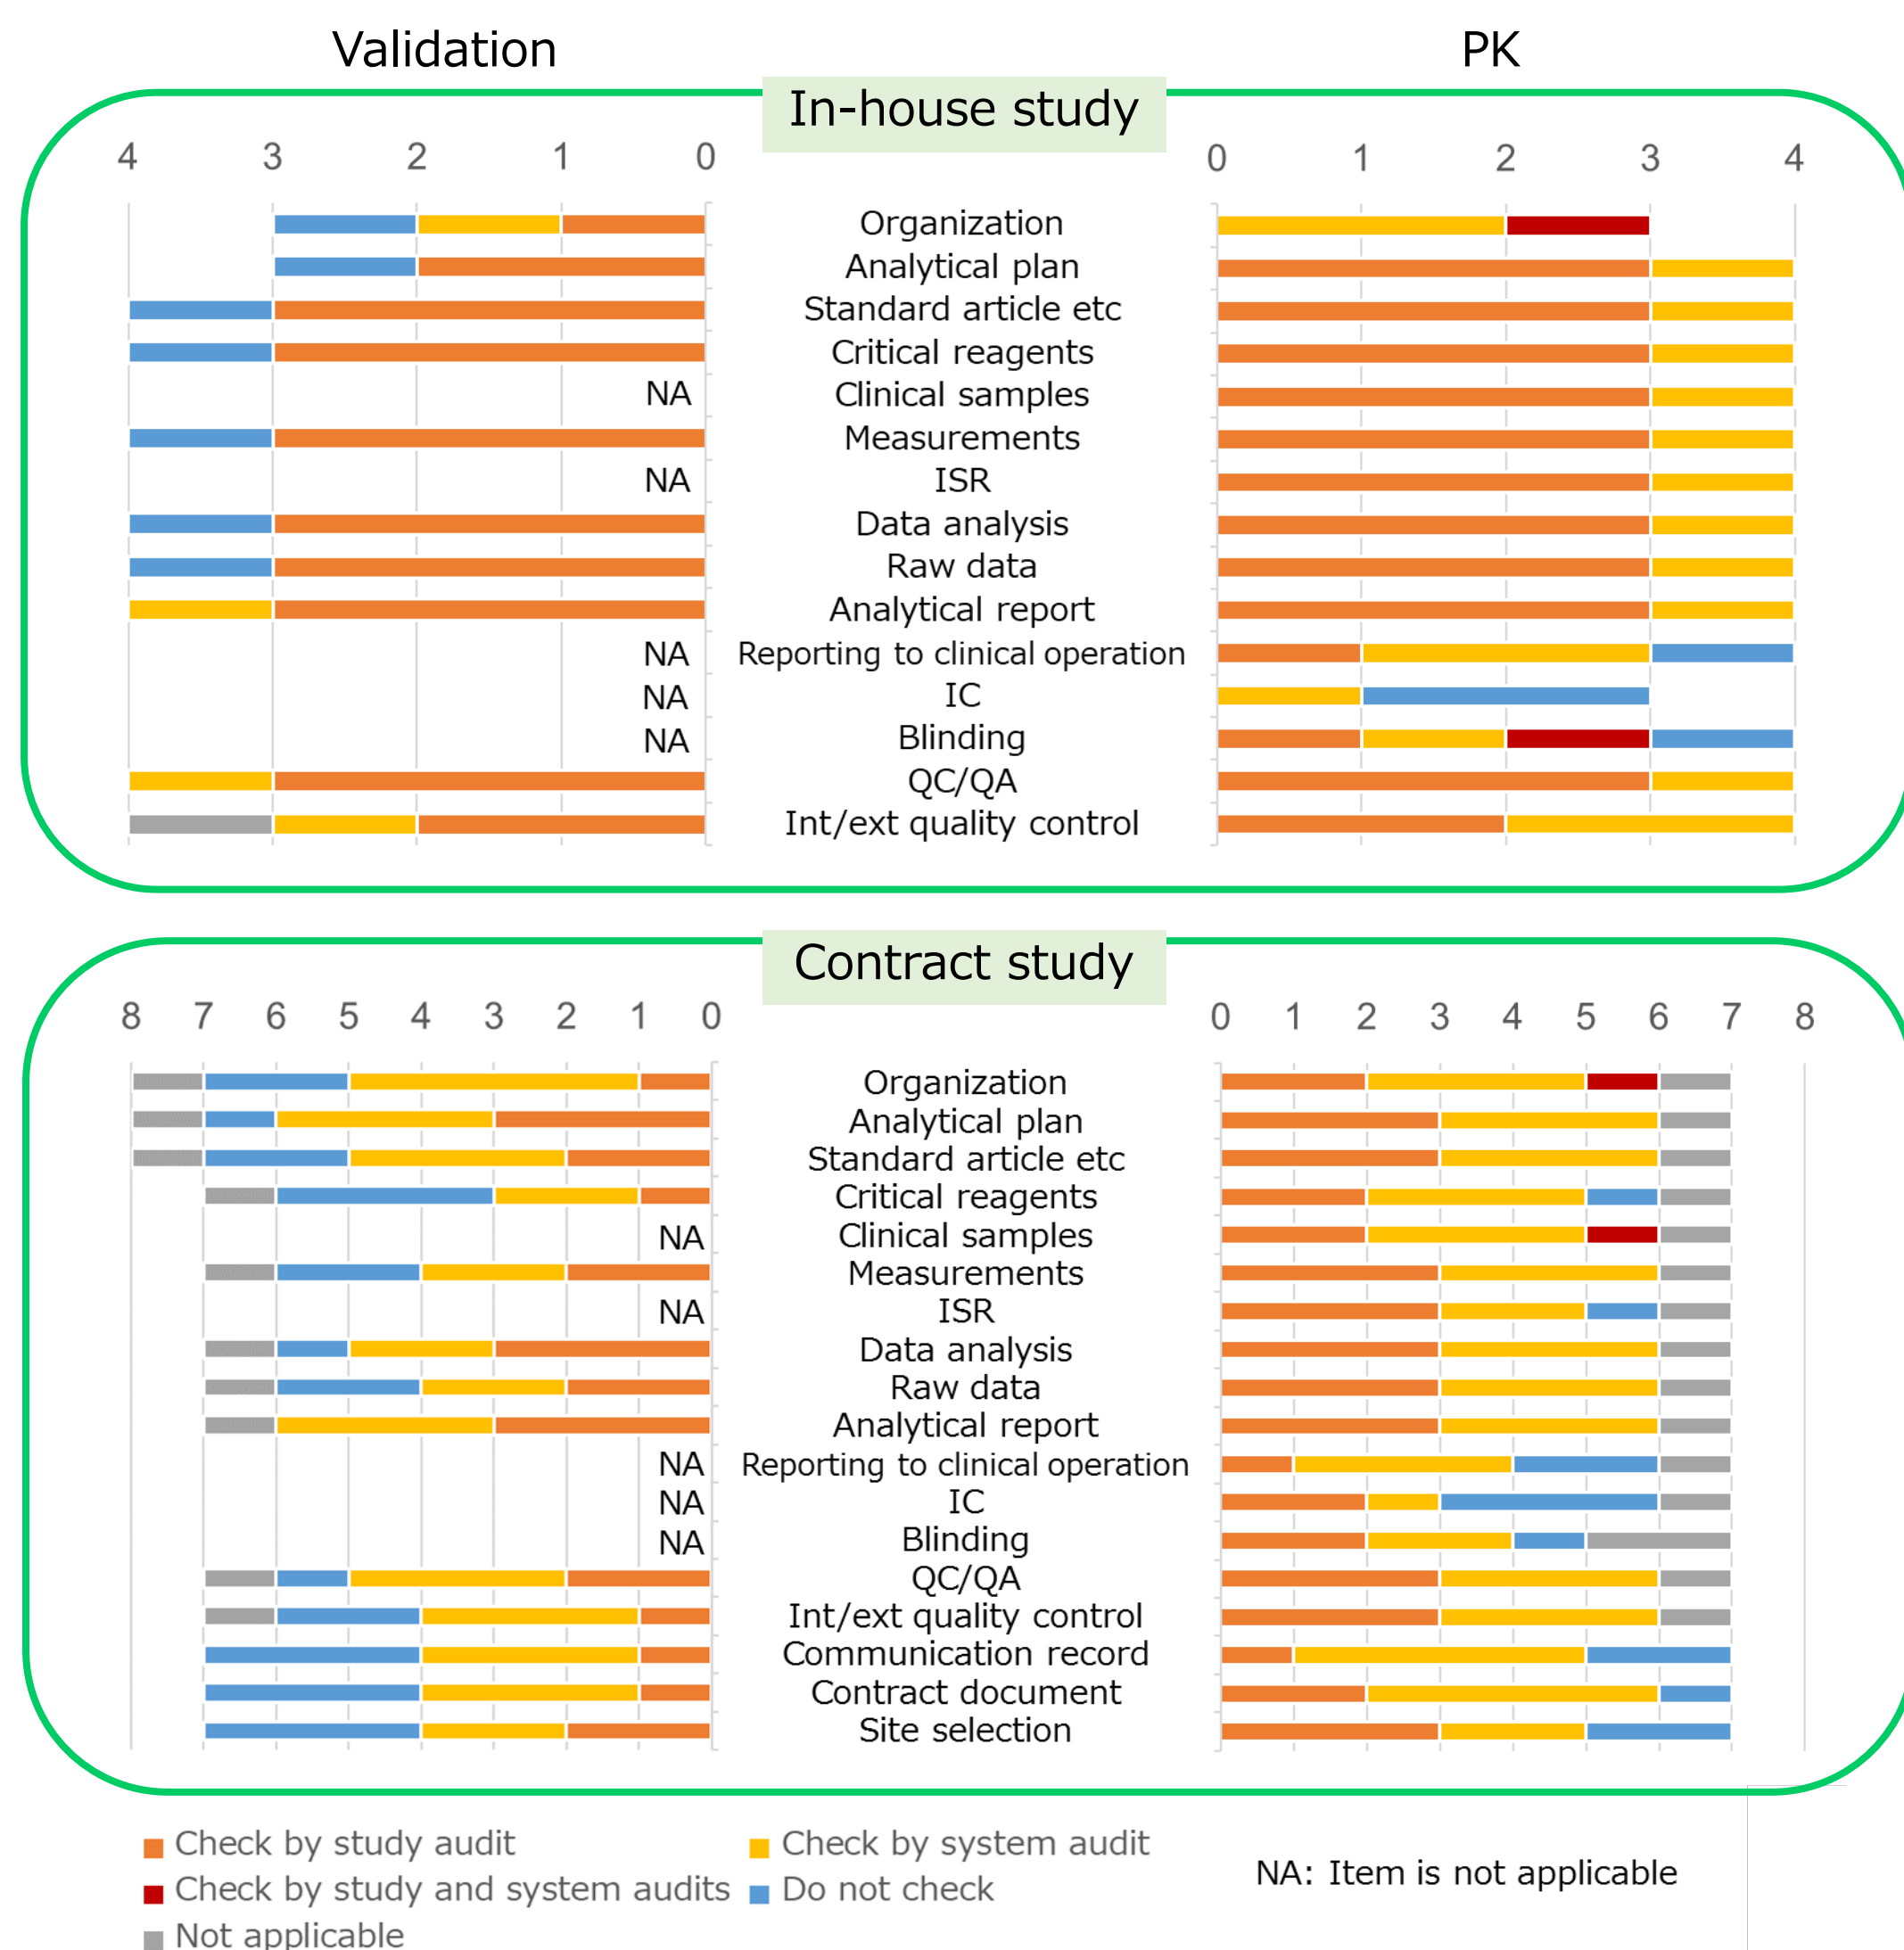 Validation PK
In-house study
4 3 2 1 0 0 1 2 3 4
Organization
Analytical plan
Standard article etc
Critical reagents
NA Clinical samples
Measurements
NA ISR
Data analysis
Raw data
Analytical report
NA Reporting to clinical operation
NA IC
NA Blinding
QC/QA
Int/ext quality control
Contract study
8 7 6 5 4 3 2 1 0 0 1 2 3 4 5 6 7 8
Organization
Analytical plan
Standard article etc
Critical reagents
NA Clinical samples
Measurements
NA ISR
Data analysis
Raw data
Analytical report
NA Reporting to clinical operation
NA IC
NA Blinding
QC/QA
Int/ext quality control
Communication record
Contract document
Site selection
Check by study audit Check by system audit
Check by study and system audits Do not check
Not applicable
NA: Item is not applicable